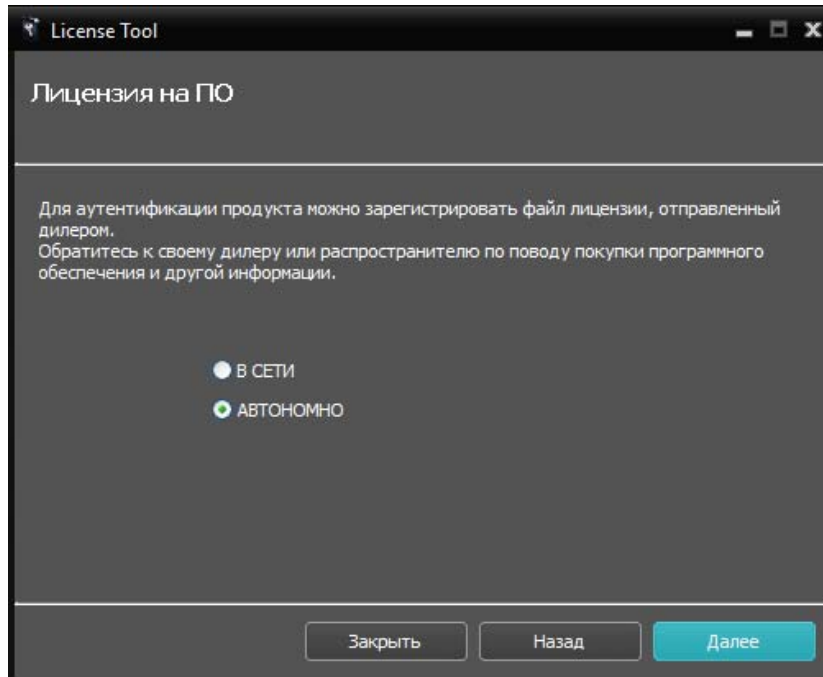 License Tool
Лицензия на ПО
Для аутентификации продукта можно зарегистрировать файл лицензии, отправленный
дилером.
Обратитесь к своему дилеру или распространителю по поводу покупки программного
обеспечения и другой информации.
В СЕТИ
АВТОНОМНО
Закрыть
Назад
Далее